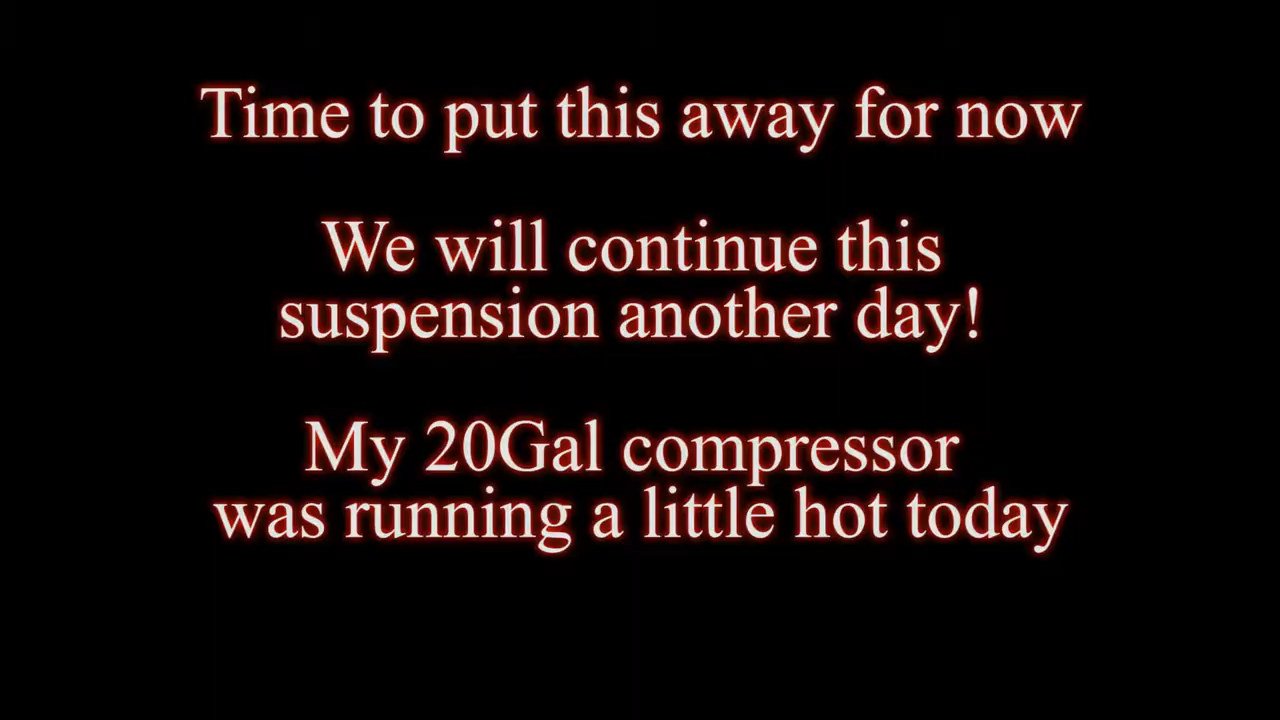 Time to put this away for now
We will continue this
suspension another day!
My 20Gal compressor
was running a little hot today